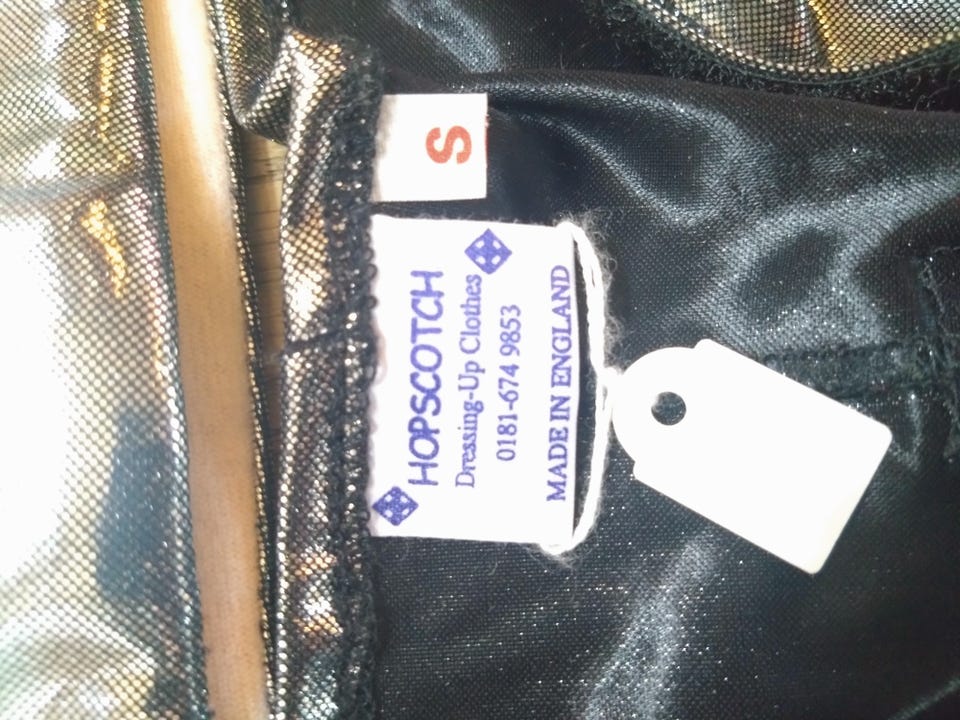 S
HOPSCOTCH
Dressing-Up Clothes
0181-674 9853
MADE IN ENGLAND